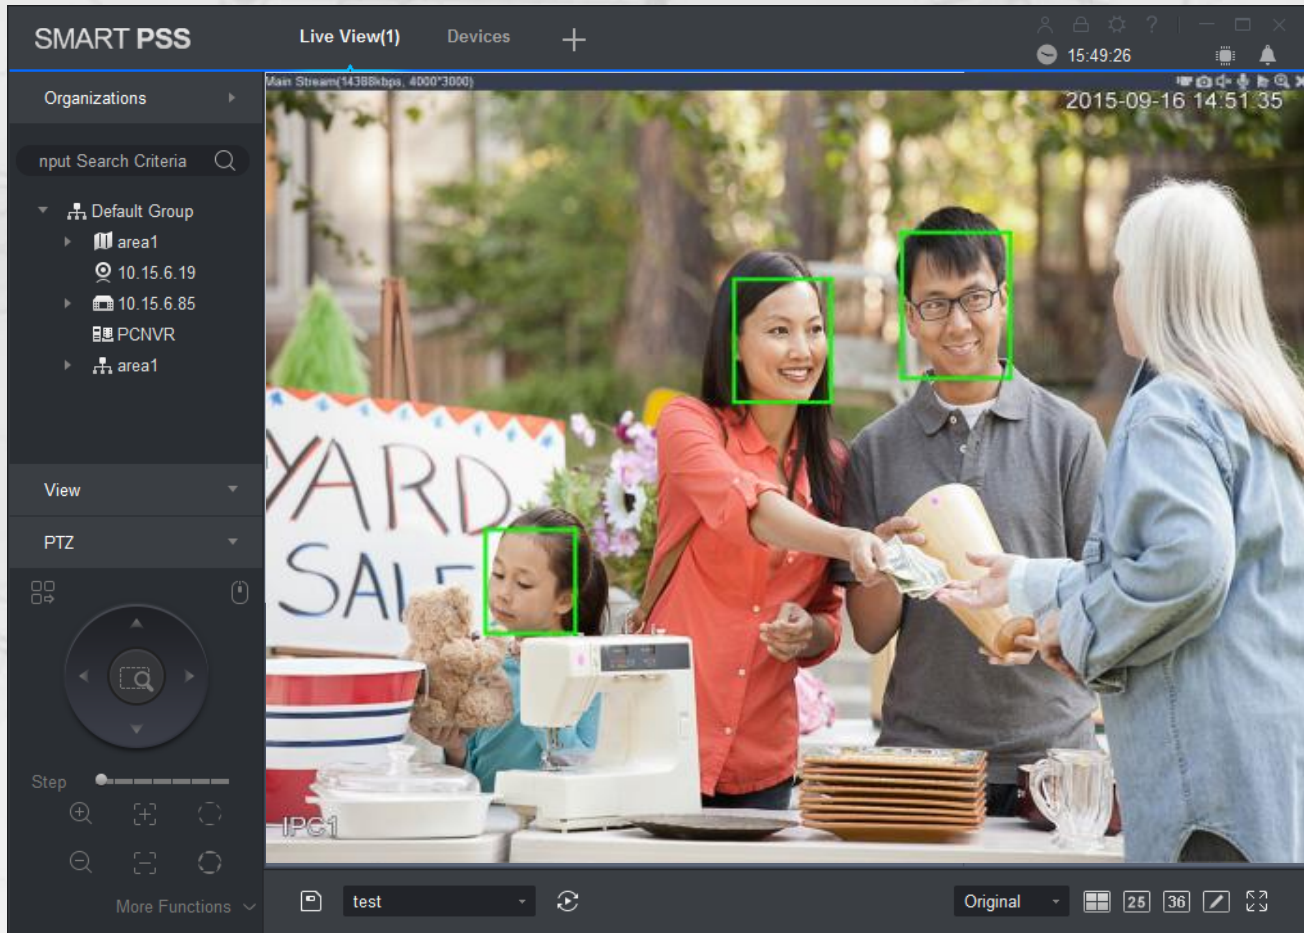 SMART PSS
Live View(1)
Devices
15:49:26
Organizations
Main Stream(14388kbps, 4000*3000)
2015-09-16 14:51:35
nput Search Criteria
Default Group
area1
10.15.6.19
10.15.6.85
PCNVR
area1
View
PTZ
YARD
SALE
Step
IPC1
More Functions
test
Original
25
36